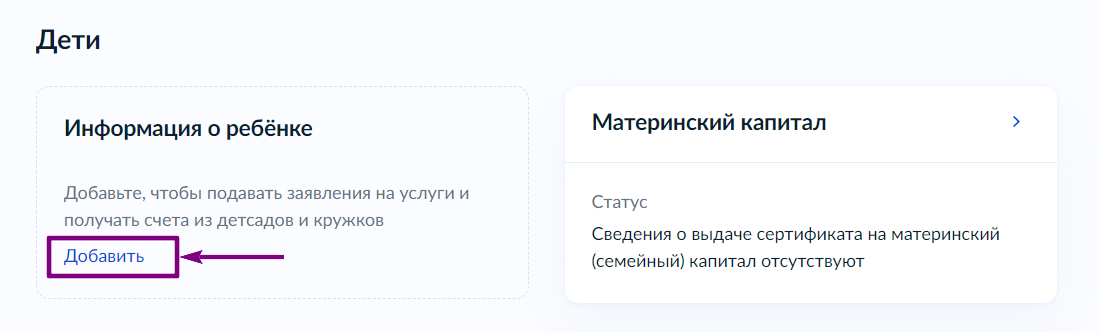 Дети
Информация о ребёнке
Добавьте, чтобы подавать заявления на услуги и
получать счета из детсадов и кружков
Добавить
Материнский капитал
Статус
Сведения о выдаче сертификата на материнский
(семейный) капитал отсутствуют